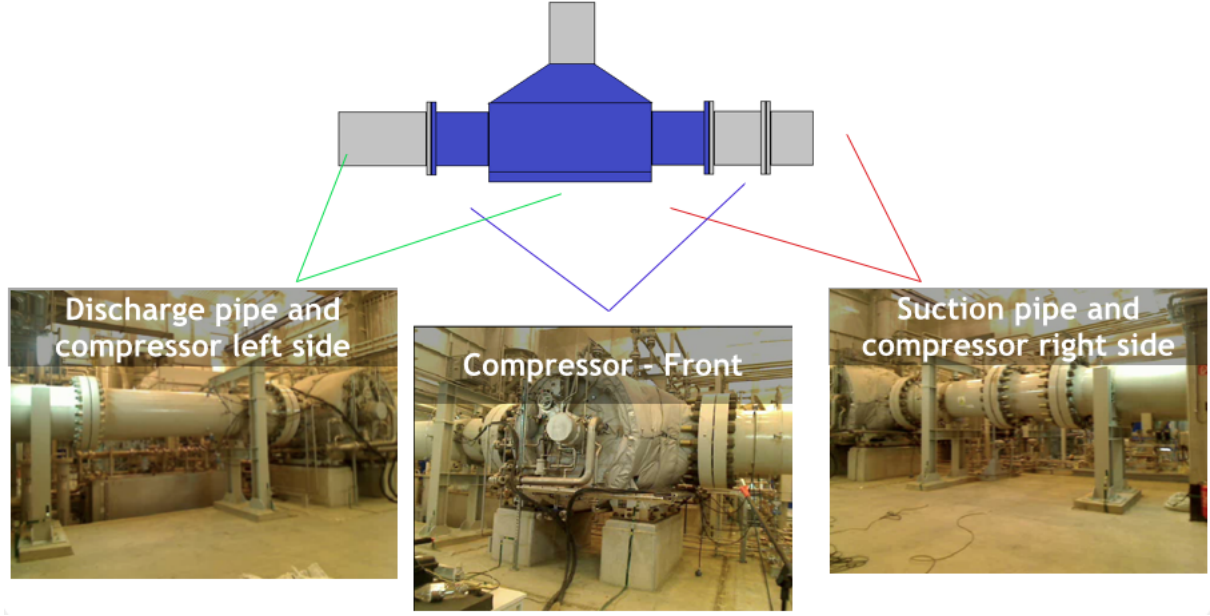 Discharge pipe and
compressor left side
Compressor - Front
Suction pipe and
compressor right side